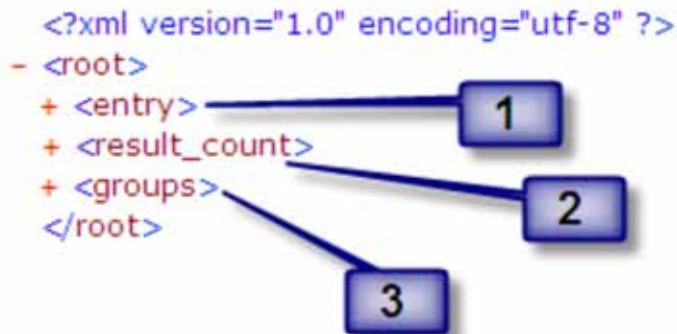 <?xml version="1.0" encoding="utf-8" ?>
- <root>
+ <entry>
1
+ <result_count>
+ <groups>
2
</root>
3